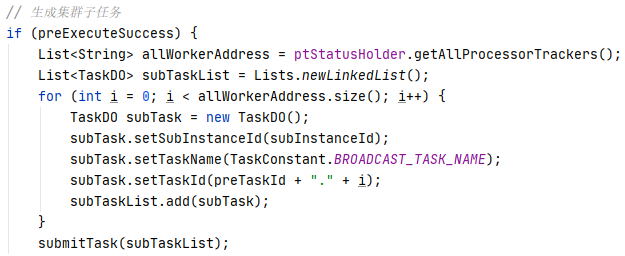 // 生成集群子任务
if (preExecuteSuccess) {
    List<String> allWorkerAddress = ptStatusHolder.getAllProcessorTrackers();
    List<TaskDO> subTaskList = Lists.newLinkedList();
    for (int i = 0; i < allWorkerAddress.size(); i++) {
        TaskDO subTask = new TaskDO();
        subTask.setSubInstanceId(subInstanceId);
        subTask.setTaskName(TaskConstant.BROADCAST_TASK_NAME);
        subTask.setTaskId(preTaskId + "." + i);
        subTaskList.add(subTask);
    }
    submitTask(subTaskList);